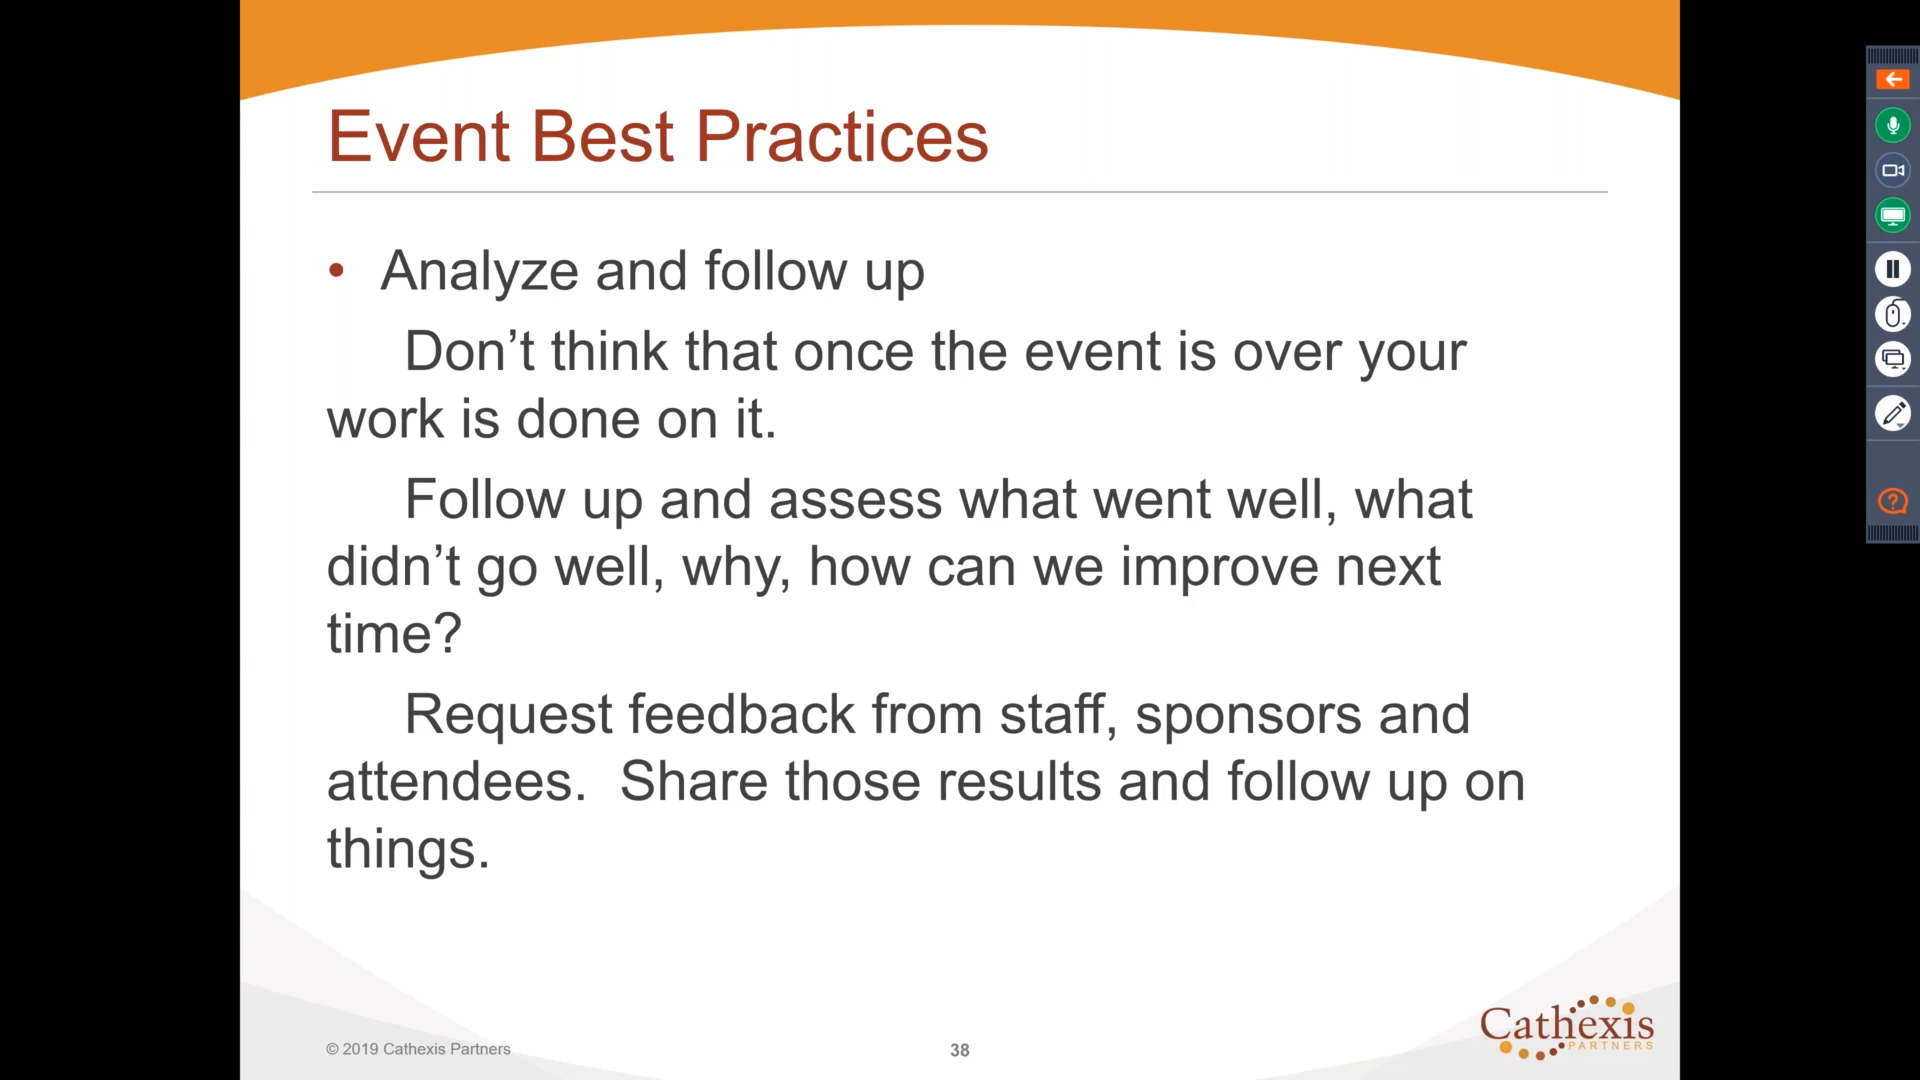 Event Best Practices
• Analyze and follow up
Don’t think that once the event is over your
work is done on it.
Follow up and assess what went well, what
didn’t go well, why, how can we improve next
time?
Request feedback from staff, sponsors and
attendees.  Share those results and follow up on
things.
© 2019 Cathexis Partners
38
Cathexis
PARTNERS